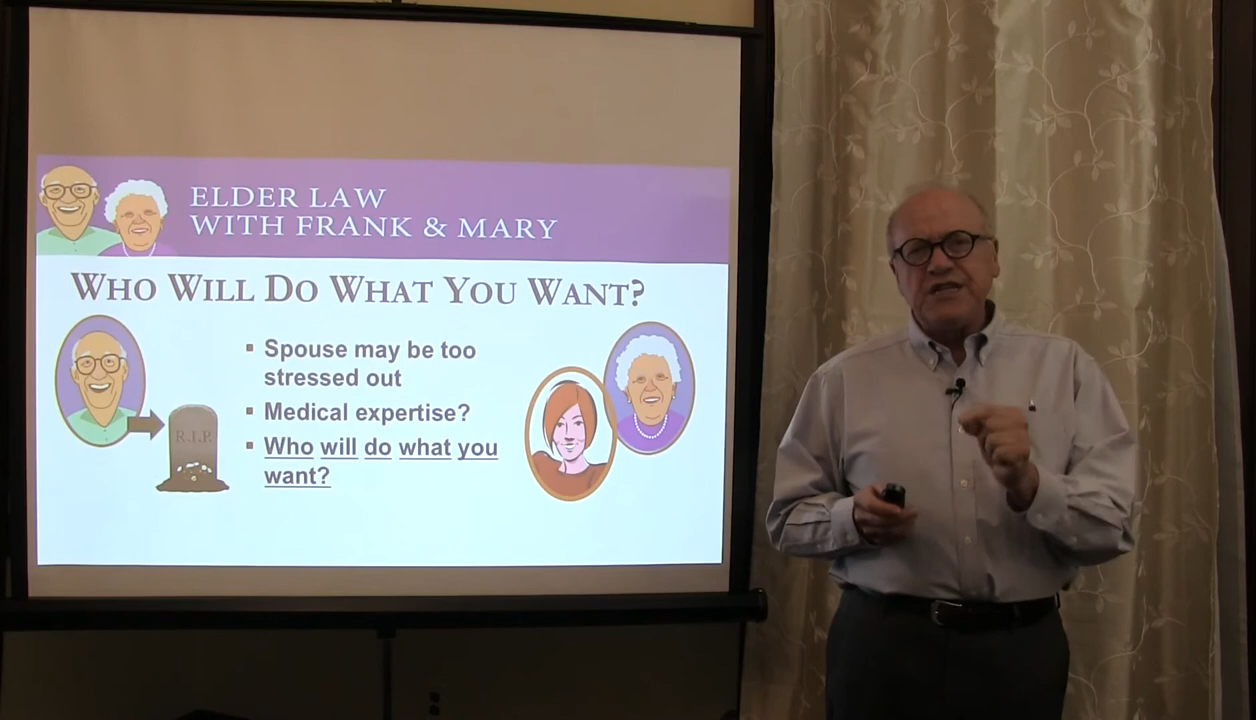 ELDER LAW
WITH FRANK & MARY
WHO WILL DO WHAT YOU WANT?
▪ Spouse may be too
stressed out
▪ Medical expertise?
▪ Who will do what you
want?
R.I.P.